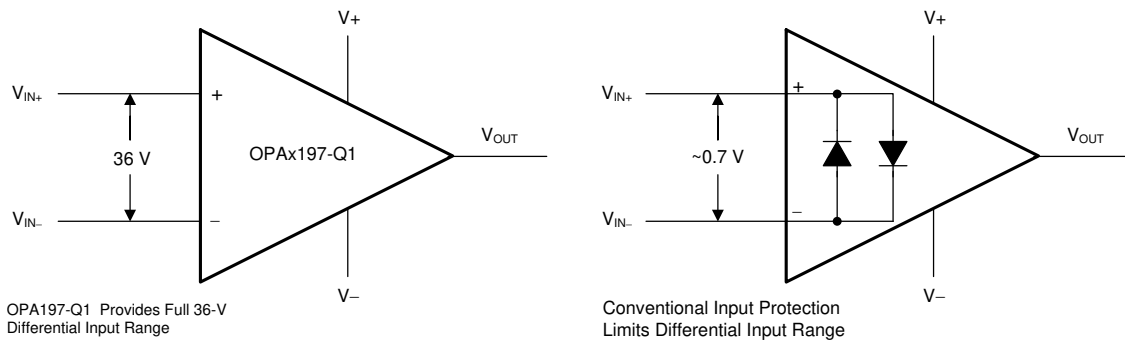 V+
VIN+
+
36 V
OPAx197-Q1
VOUT
VIN–
–
V–
OPA197-Q1 Provides Full 36-V
Differential Input Range
V+
VIN+
+
~0.7 V
VOUT
VIN–
–
V–
Conventional Input Protection
Limits Differential Input Range